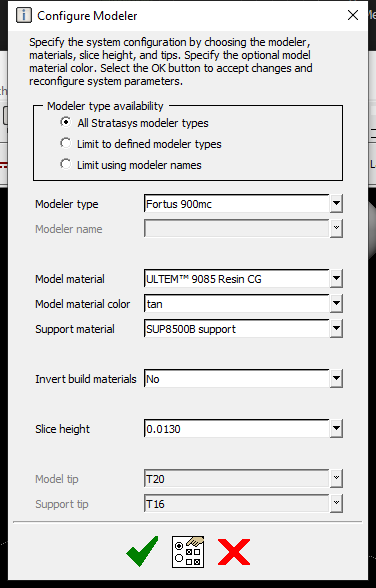 Configure Modeler
Specify the system configuration by choosing the modeler,
materials, slice height, and tips. Specify the optional model
material color. Select the OK button to accept changes and
reconfigure system parameters.
Modeler type availability
All Stratasys modeler types
Limit to defined modeler types
Limit using modeler names
Modeler type Fortus 900mc
Modeler name
Model material ULTEM™ 9085 Resin CG
Model material color tan
Support material SUP8500B support
Invert build materials No
Slice height 0.0130
Model tip T20
Support tip T16